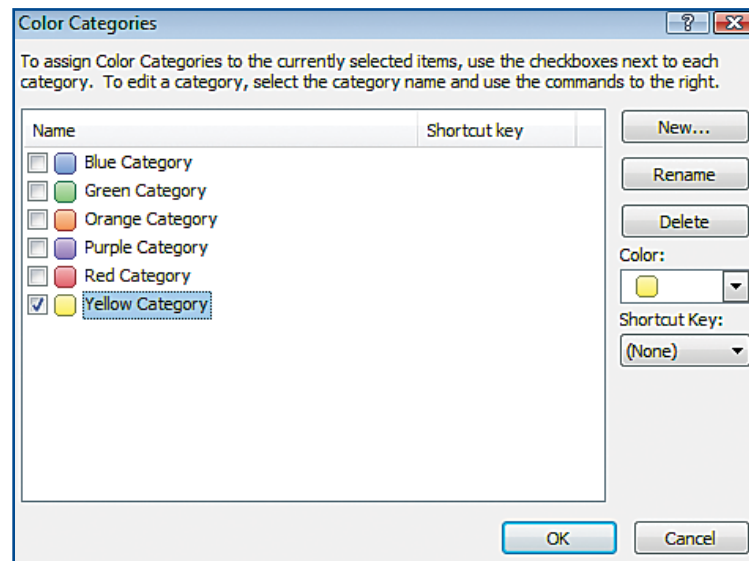 Color Categories
To assign Color Categories to the currently selected items, use the checkboxes next to each
category. To edit a category, select the category name and use the commands to the right.
Name Shortcut key
New...
Blue Category
Green Category
Rename
Orange Category
Delete
Purple Category
Color:
Red Category
Yellow Category
Shortcut Key:
(None)
OK Cancel